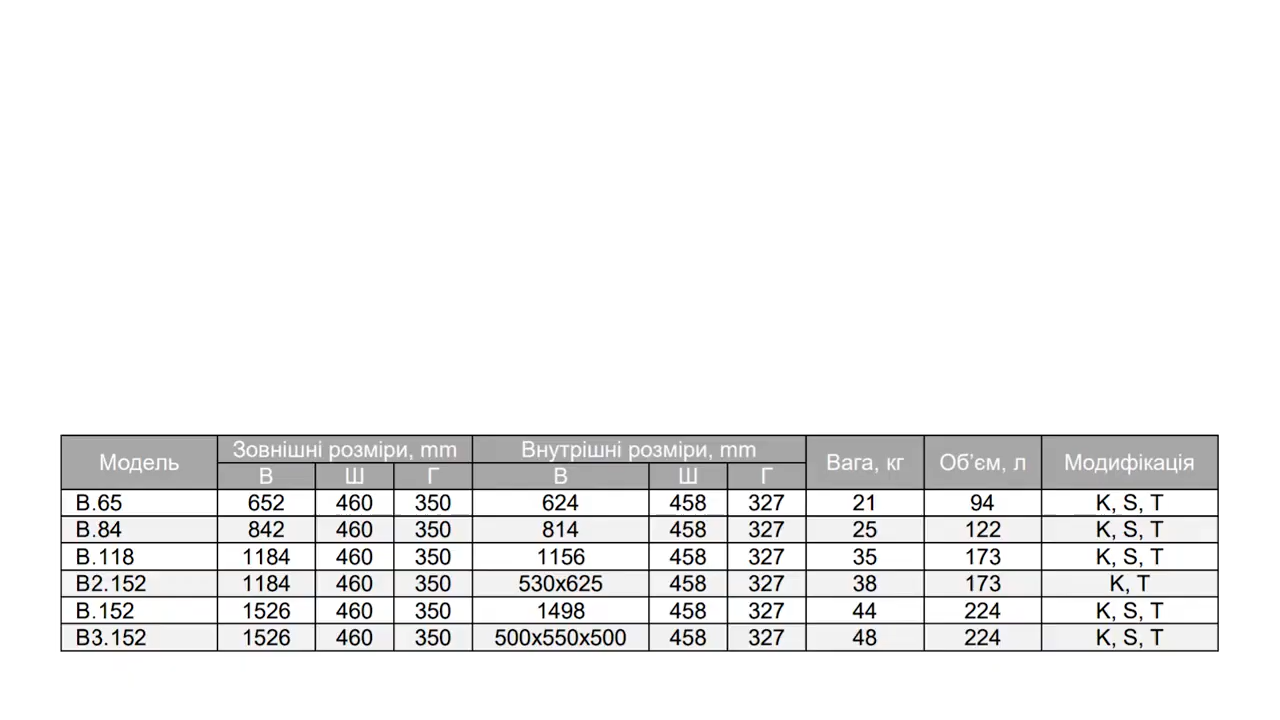 Модель Зовнішні розміри, mm Внутрішні розміри, mm Вага, кг Об’єм, л Модифікація
В Ш Г В Ш Г
B.65 652 460 350 624 458 327 21 94 K, S, T
B.84 842 460 350 814 458 327 25 122 K, S, T
B.118 1184 460 350 1156 458 327 35 173 K, S, T
B2.152 1184 460 350 530x625 458 327 38 173 K, T
B.152 1526 460 350 1498 458 327 44 224 K, S, T
B3.152 1526 460 350 500x550x500 458 327 48 224 K, S, T